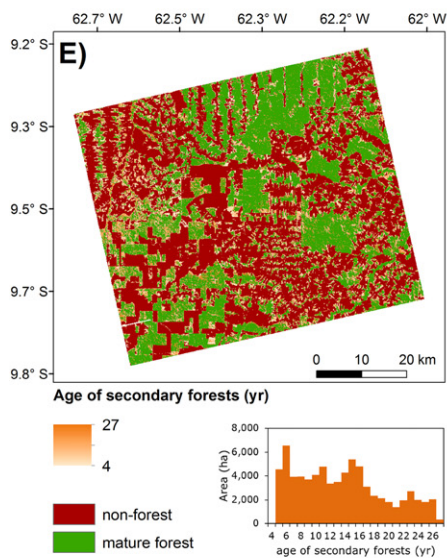 62.7° W 62.5° W 62.3° W 62.2° W 62° W
9.2° S
E)
9.3° S
9.5° S
9.7° S
9.8° S
0 10 20 km
Age of secondary forests (yr)
27
4
non-forest
mature forest
8,000
6,000
4,000
2,000
0
Area (ha)
4 6 8 10 12 14 16 18 20 22 24 26
age of secondary forests (yr)